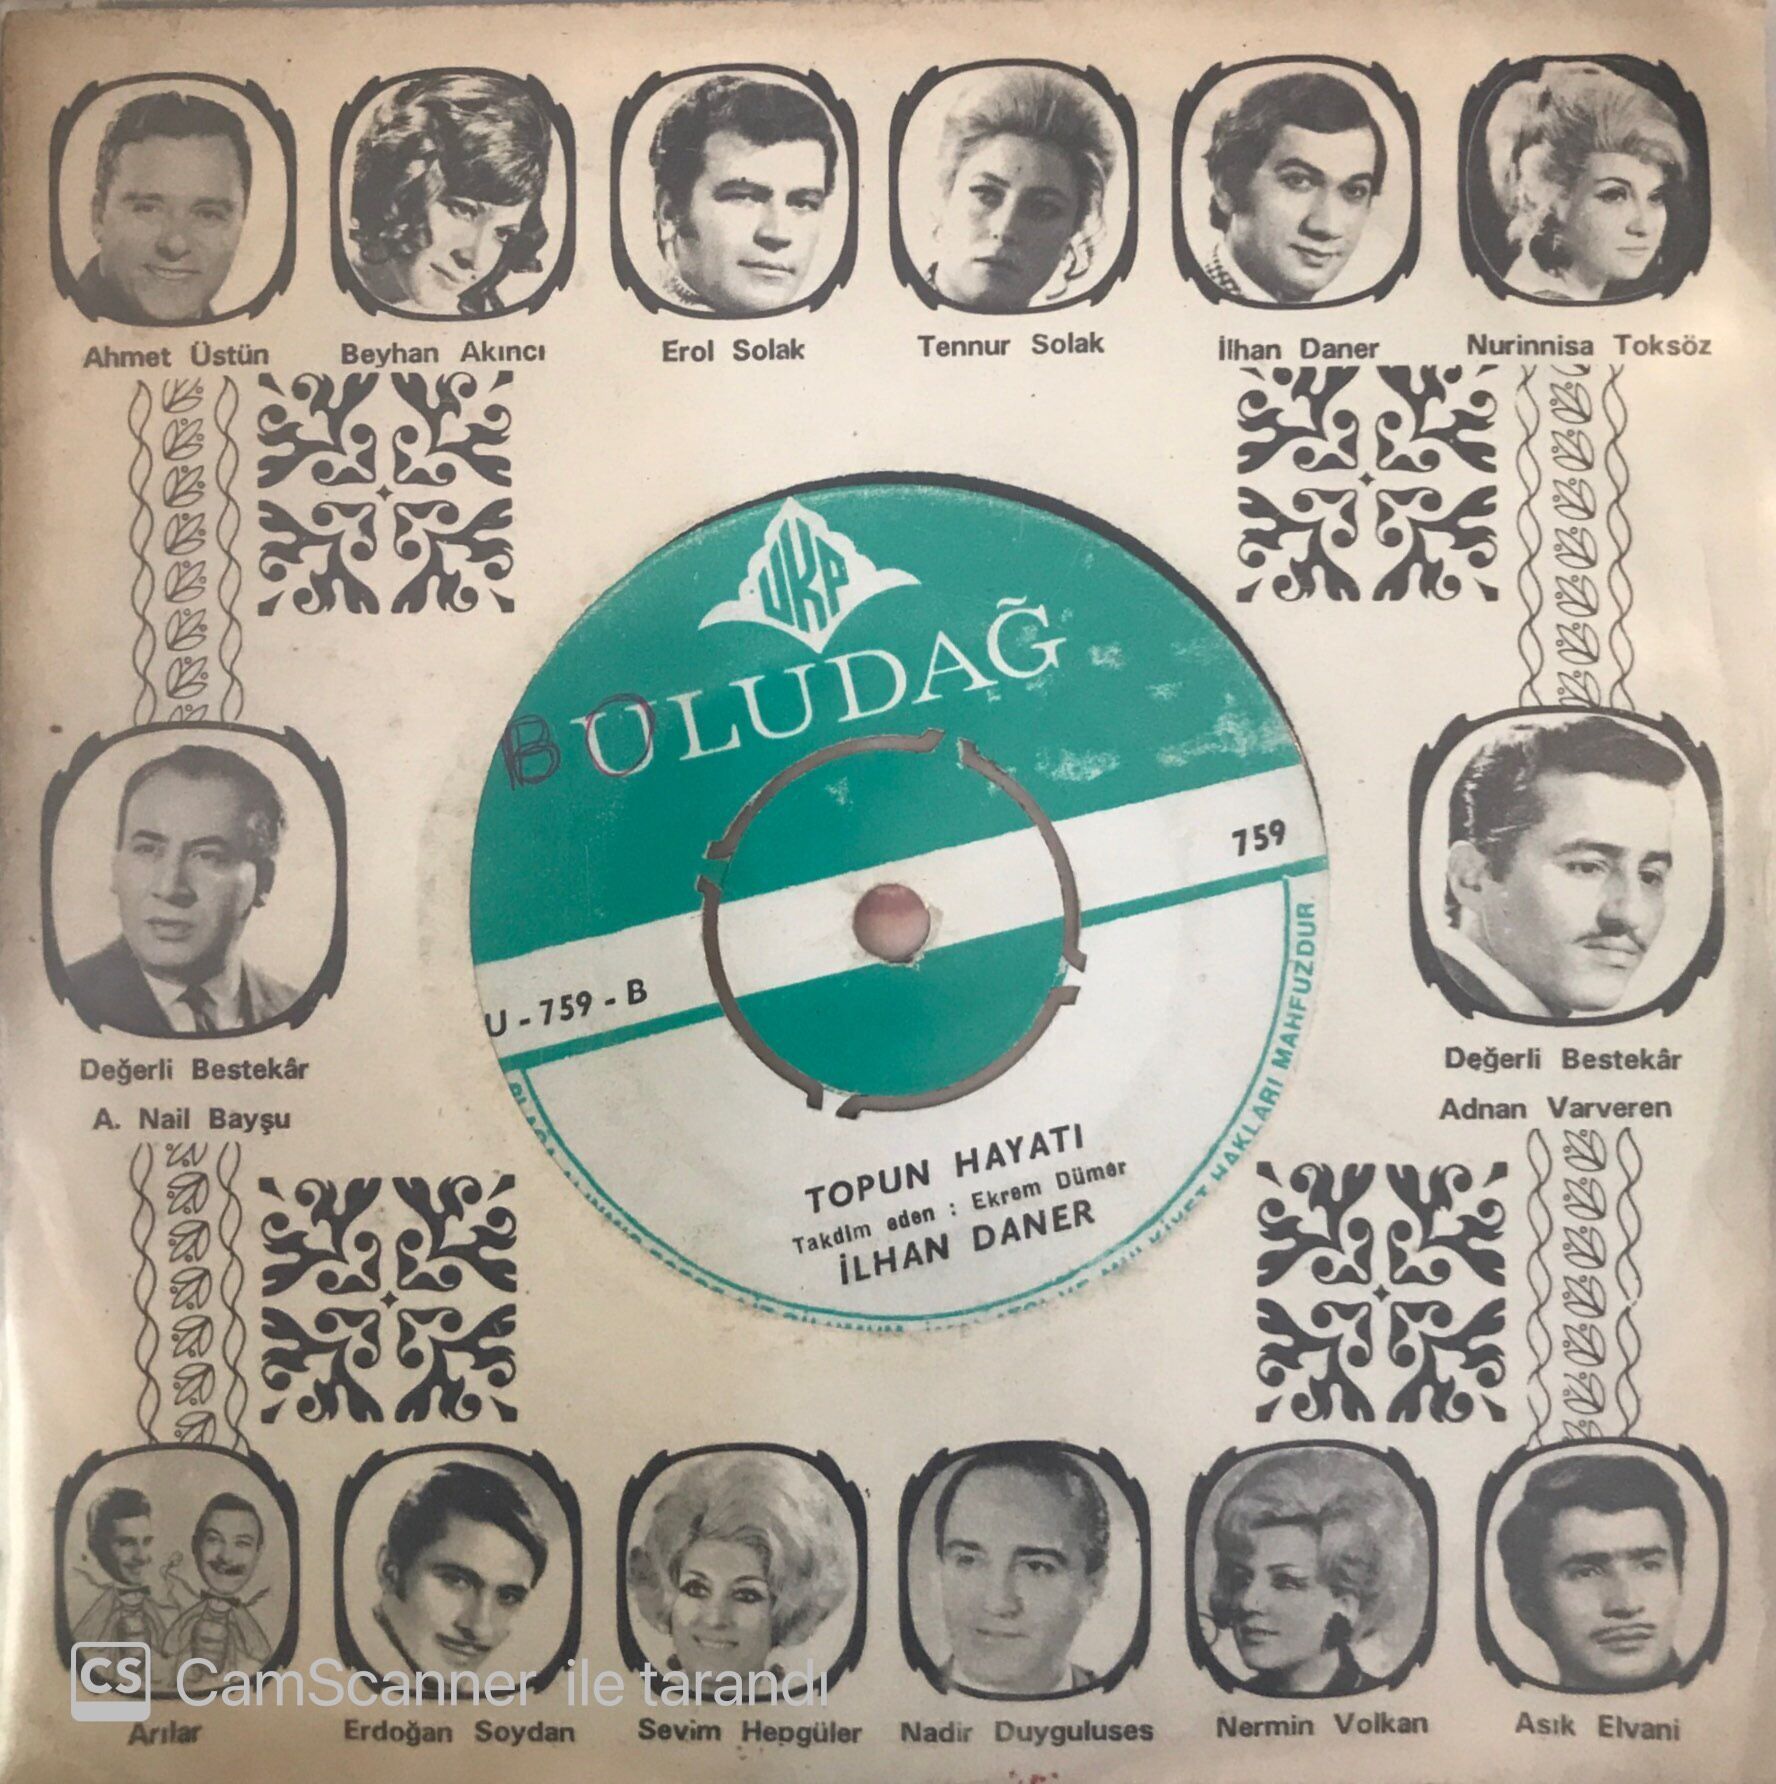 Ahmet Üstün
Beyhan Akıncı
Erol Solak
Tennur Solak
İlhan Daner
Nurinnisa Toksöz
UKP
B ULUDAĞ
759
U - 759 - B
TOPUN HAYATI
Takdim eden : Ekrem Dümer
İLHAN DANER
HAKLARI MAHFUZDUR.
Değerli Bestekâr
A. Nail Bayşu
Değerli Bestekâr
Adnan Varveren
Arılar
Erdoğan Soydan
Sevim Hepgüler
Nadir Duyguluses
Nermin Volkan
Asık Elvani
CS CamScanner ile tarandı